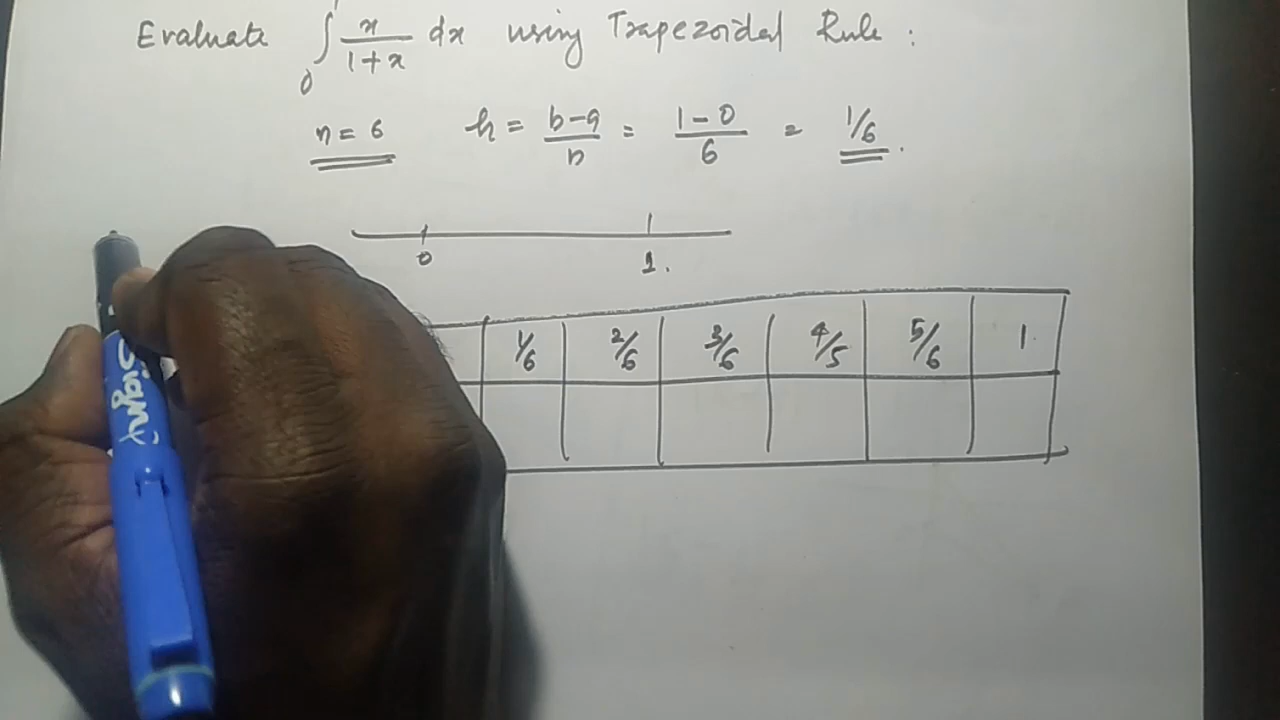 Evaluate ∫₀¹ x/(1+x) dx using Trapezoidal Rule :
n = 6 h = (b-a)/n = (1-0)/6 = 1/6 .
0 1.
1/6 2/6 3/6 4/5 5/6 1.